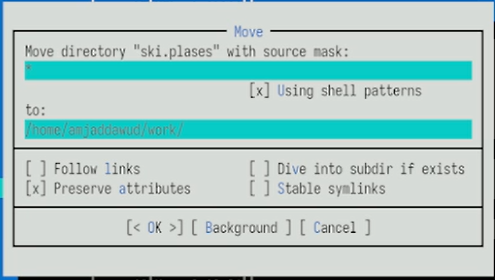 Move
Move directory "ski.plases" with source mask:
*
[x] Using shell patterns
to:
/home/amjaddawud/work/
[ ] Follow links [ ] Dive into subdir if exists
[x] Preserve attributes [ ] Stable symlinks
[< OK >] [ Background ] [ Cancel ]